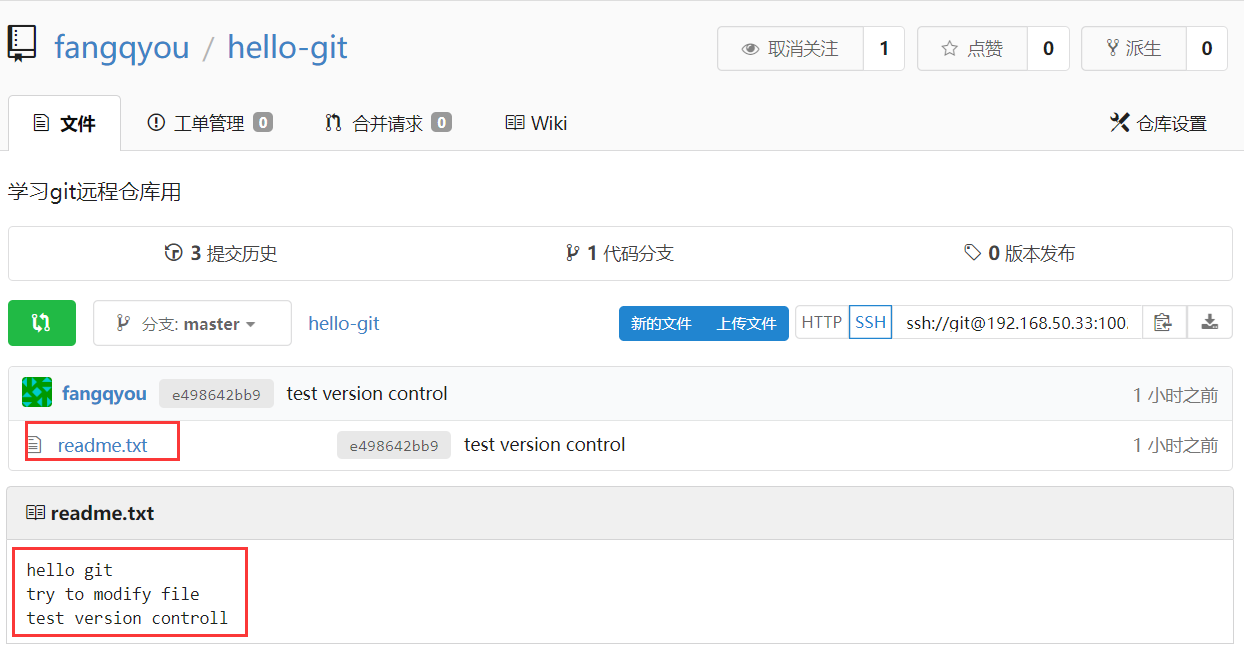 fangqyou / hello-git
取消关注 1 点赞 0 派生 0
文件 工单管理 0 合并请求 0 Wiki 仓库设置
学习git远程仓库用
3 提交历史 1 代码分支 0 版本发布
分支: master hello-git 新的文件 上传文件 HTTP SSH ssh://git@192.168.50.33:100.
fangqyou e498642bb9 test version control 1 小时之前
readme.txt e498642bb9 test version control 1 小时之前
readme.txt
hello git
try to modify file
test version controll